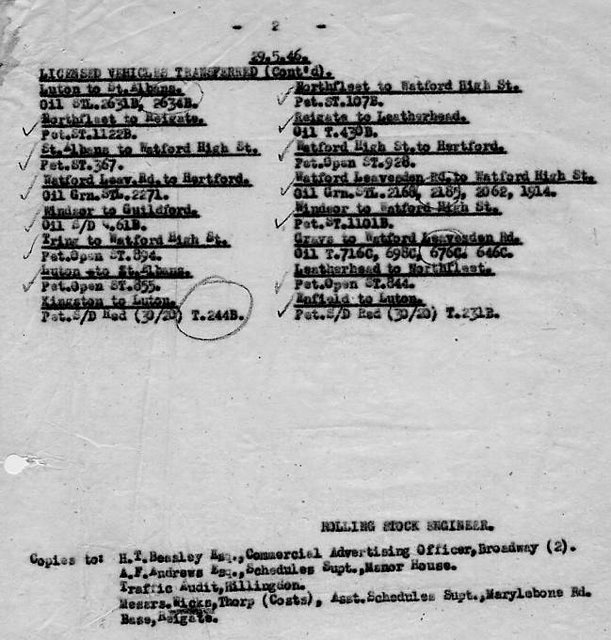 - 2 -
29.5.46.
LICENSED VEHICLES TRANSFERRED (Cont'd).
Luton to St.Albans.
Oil STL.2631B, 2634B.
Northfleet to Reigate.
Pet.ST.1122B.
St.Albans to Watford High St.
Pet.ST.367.
Watford Leav.Rd.to Hertford.
Oil Grn.STL.2271.
Windsor to Guildford.
Oil S/D 61B.
Tring to Watford High St.
Pet.Open ST.894.
Luton to St.Albans.
Pet.Open ST.855.
Kingston to Luton.
Pet.S/D Red (30/20) T.244B.
Northfleet to Watford High St.
Pet.ST.107B.
Reigate to Leatherhead.
Oil T.430B.
Watford High St.to Hertford.
Pet.Open ST.928.
Watford Leavesden Rd.to Watford High St.
Oil Grn.STL.2168, 2185, 2062, 1914.
Windsor to Watford High St.
Pet.ST.1101B.
Grays to Watford Leavesden Rd.
Oil T.716C, 698C, 676C. 646C.
Leatherhead to Northfleet.
Pet.Open ST.844.
Enfield to Luton.
Pet.S/D Red (30/20) T.231B.
ROLLING STOCK ENGINEER.
Copies to: H.T.Beasley Esq.,Commercial Advertising Officer,Broadway (2).
A.F.Andrews Esq.,Schedules Supt.,Manor House.
Traffic Audit,Hillingdon.
Messrs.Wicks,Thorp (Costs), Asst.Schedules Supt.,Marylebone Rd.
Base,Reigate.